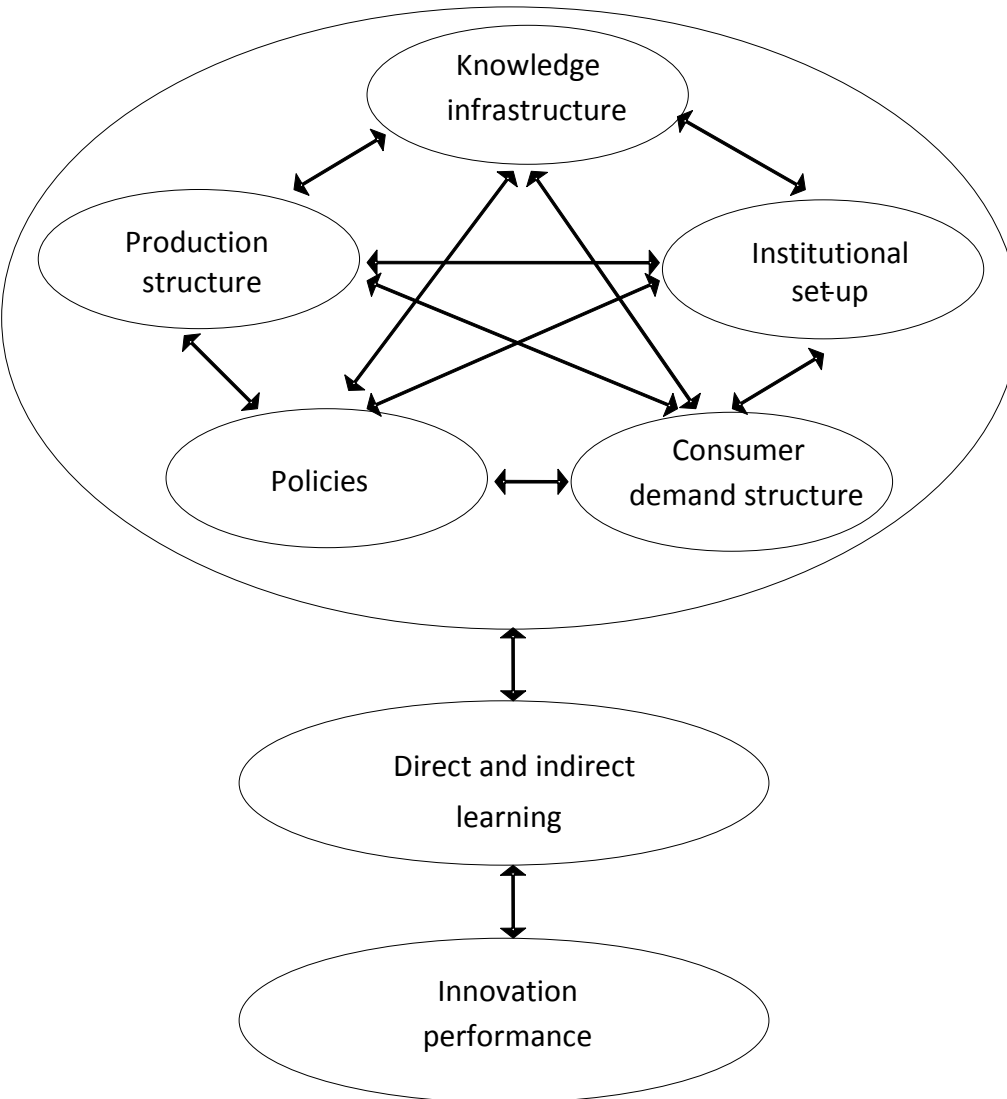 Knowledge
infrastructure
Production
structure
Institutional
set-up
Policies
Consumer
demand structure
Direct and indirect
learning
Innovation
performance